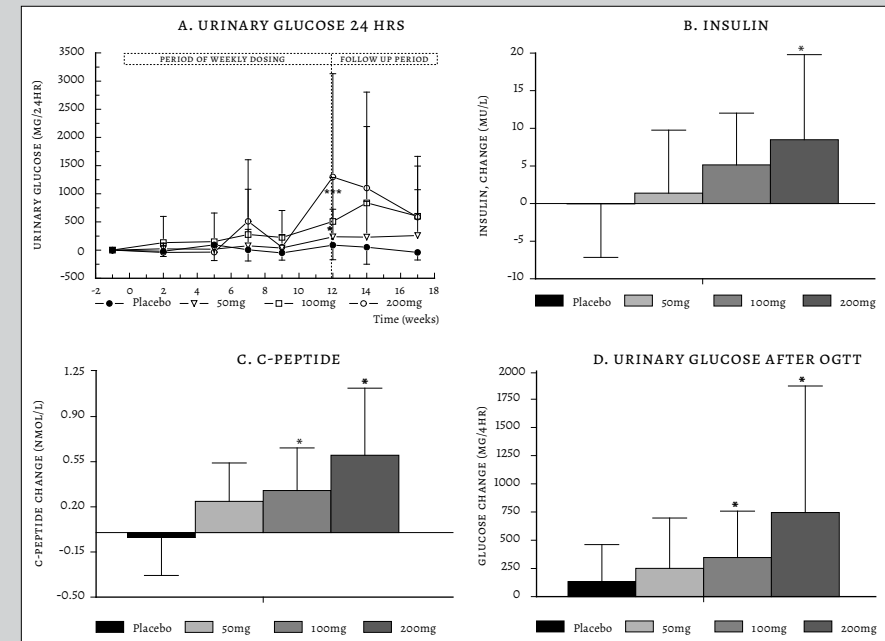 A. URINARY GLUCOSE 24 HRS
PERIOD OF WEEKLY DOSING FOLLOW UP PERIOD
URINARY GLUCOSE (MG/24HR)
3500
3000
2500
2000
1500
1000
500
0
-500
***
*
-2 0 2 4 6 8 10 12 14 16 18
Placebo 50mg 100mg 200mg
Time (weeks)
B. INSULIN
INSULIN, CHANGE (MU/L)
20
15
10
5
0
-5
-10
*
Placebo 50mg 100mg 200mg
C. C-PEPTIDE
C-PEPTIDE CHANGE (NMOL/L)
1.25
0.90
0.55
0.20
-0.15
-0.50
* *
Placebo 50mg 100mg 200mg
D. URINARY GLUCOSE AFTER OGTT
GLUCOSE CHANGE (MG/4HR)
2000
1750
1500
1250
1000
750
500
250
0
* *
Placebo 50mg 100mg 200mg